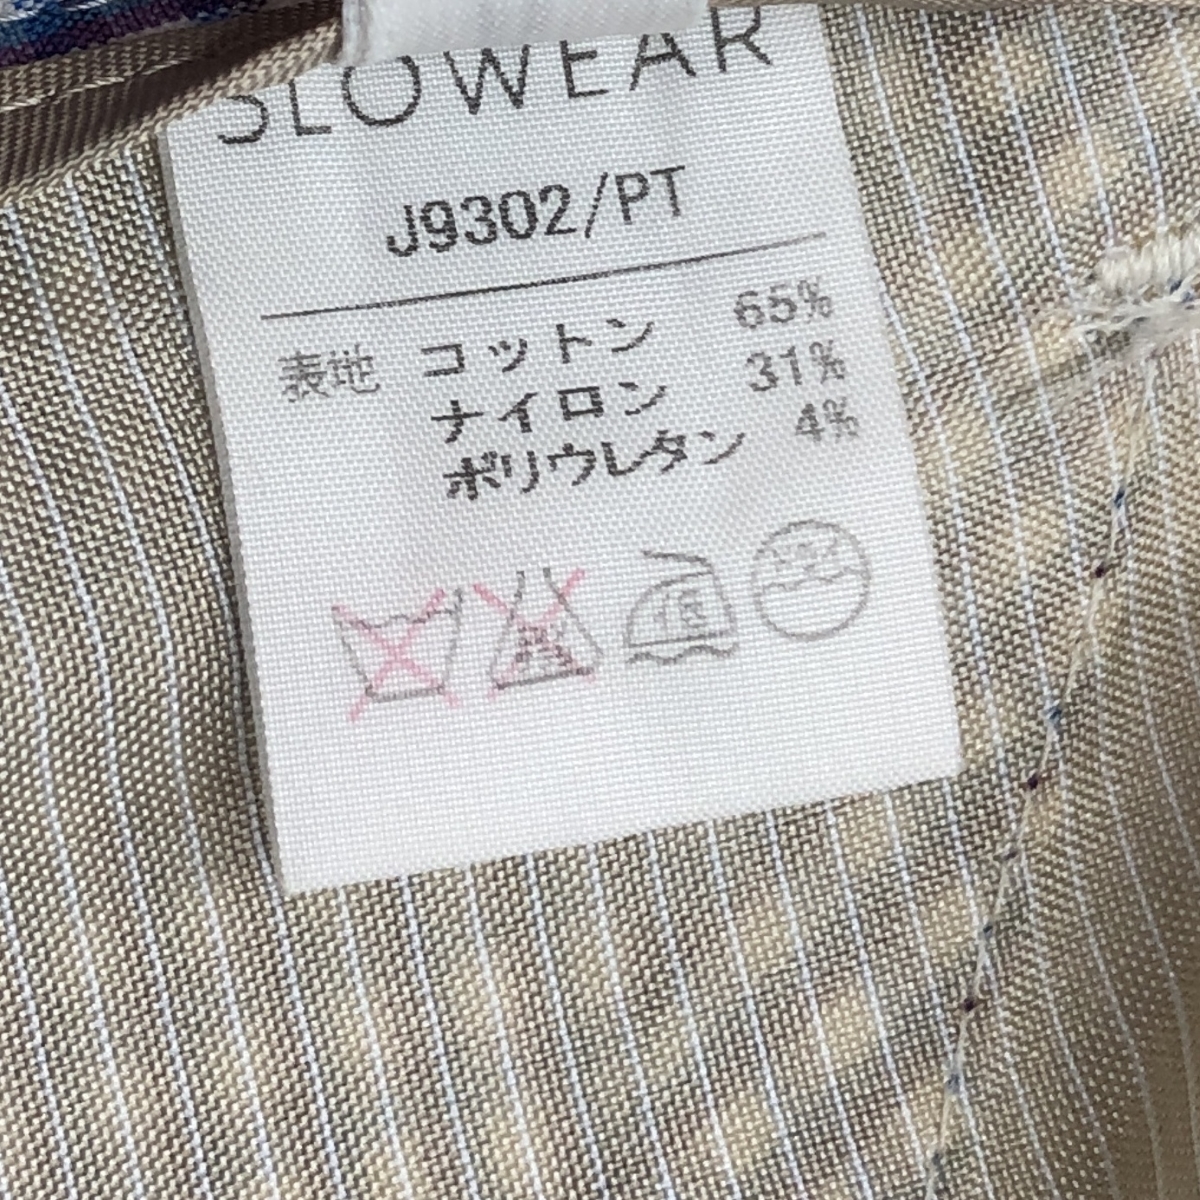 SLOWEAR
J9302/PT
表地 コットン 65%
ナイロン 31%
ポリウレタン 4%